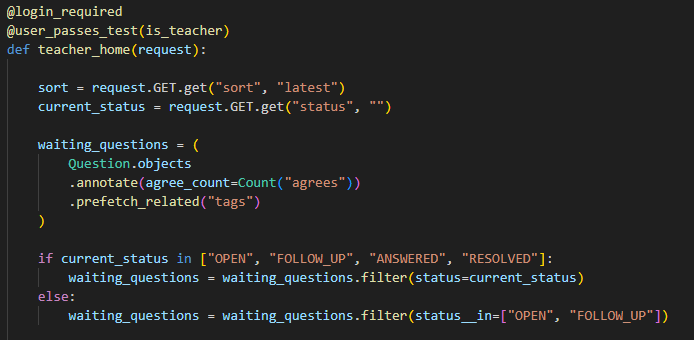 @login_required
@user_passes_test(is_teacher)
def teacher_home(request):
sort = request.GET.get("sort", "latest")
current_status = request.GET.get("status", "")
waiting_questions = (
Question.objects
.annotate(agree_count=Count("agrees"))
.prefetch_related("tags")
)
if current_status in ["OPEN", "FOLLOW_UP", "ANSWERED", "RESOLVED"]:
waiting_questions = waiting_questions.filter(status=current_status)
else:
waiting_questions = waiting_questions.filter(status__in=["OPEN", "FOLLOW_UP"])